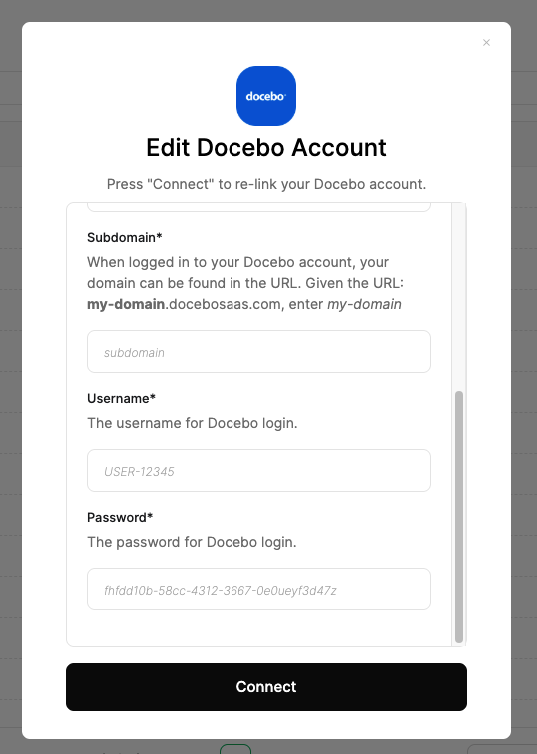 ×
docebo
Edit Docebo Account
Press "Connect" to re-link your Docebo account.
Subdomain*
When logged in to your Docebo account, your
domain can be found in the URL. Given the URL:
my-domain.docebosaas.com, enter my-domain
subdomain
Username*
The username for Docebo login.
USER-12345
Password*
The password for Docebo login.
fhfdd10b-58cc-4312-3667-0e0ueyf3d47z
Connect